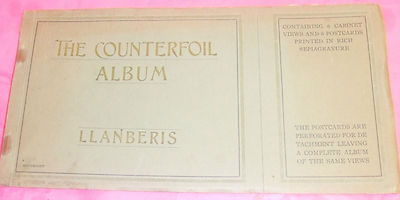 THE COUNTERFOIL
ALBUM
LLANBERIS
CONTAINING 6 CABINET
VIEWS AND 6 POSTCARDS
PRINTED IN RICH
SEPIAGRAVURE
THE POSTCARDS ARE
PERFORATED FOR DE
TACHMENT LEAVING
A COMPLETE ALBUM
OF THE SAME VIEWS